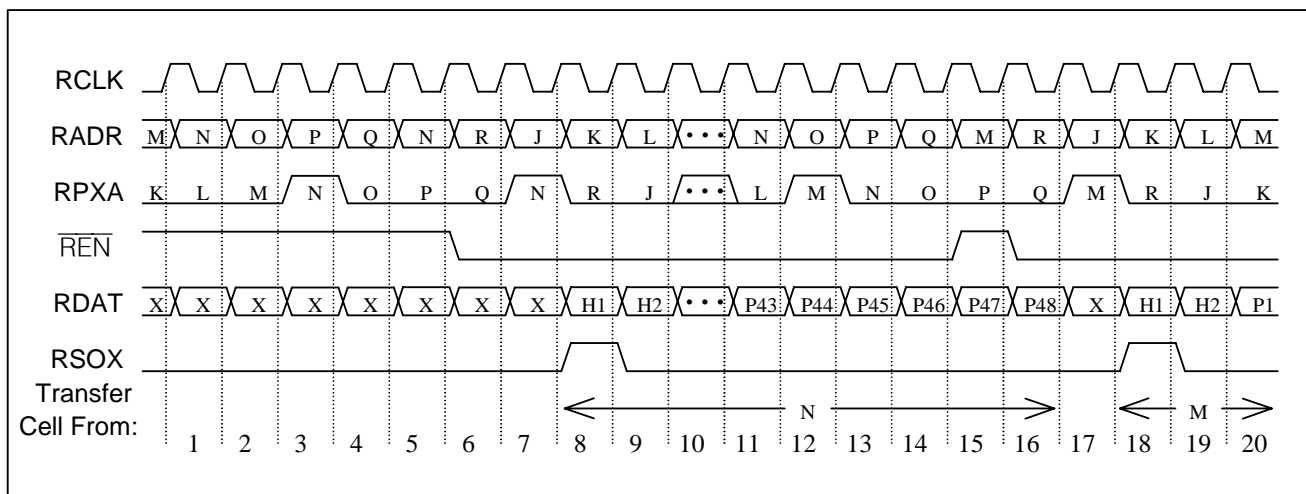 RCLK
RADR M N O P Q N R J K L ••• N O P Q M R J K L M
RPXA K L M N O P Q N R J ••• L M N O P Q M R J K
REN
RDAT X X X X X X X X H1 H2 ••• P43 P44 P45 P46 P47 P48 X H1 H2 P1
RSOX
Transfer
Cell From: N M
1 2 3 4 5 6 7 8 9 10 11 12 13 14 15 16 17 18 19 20